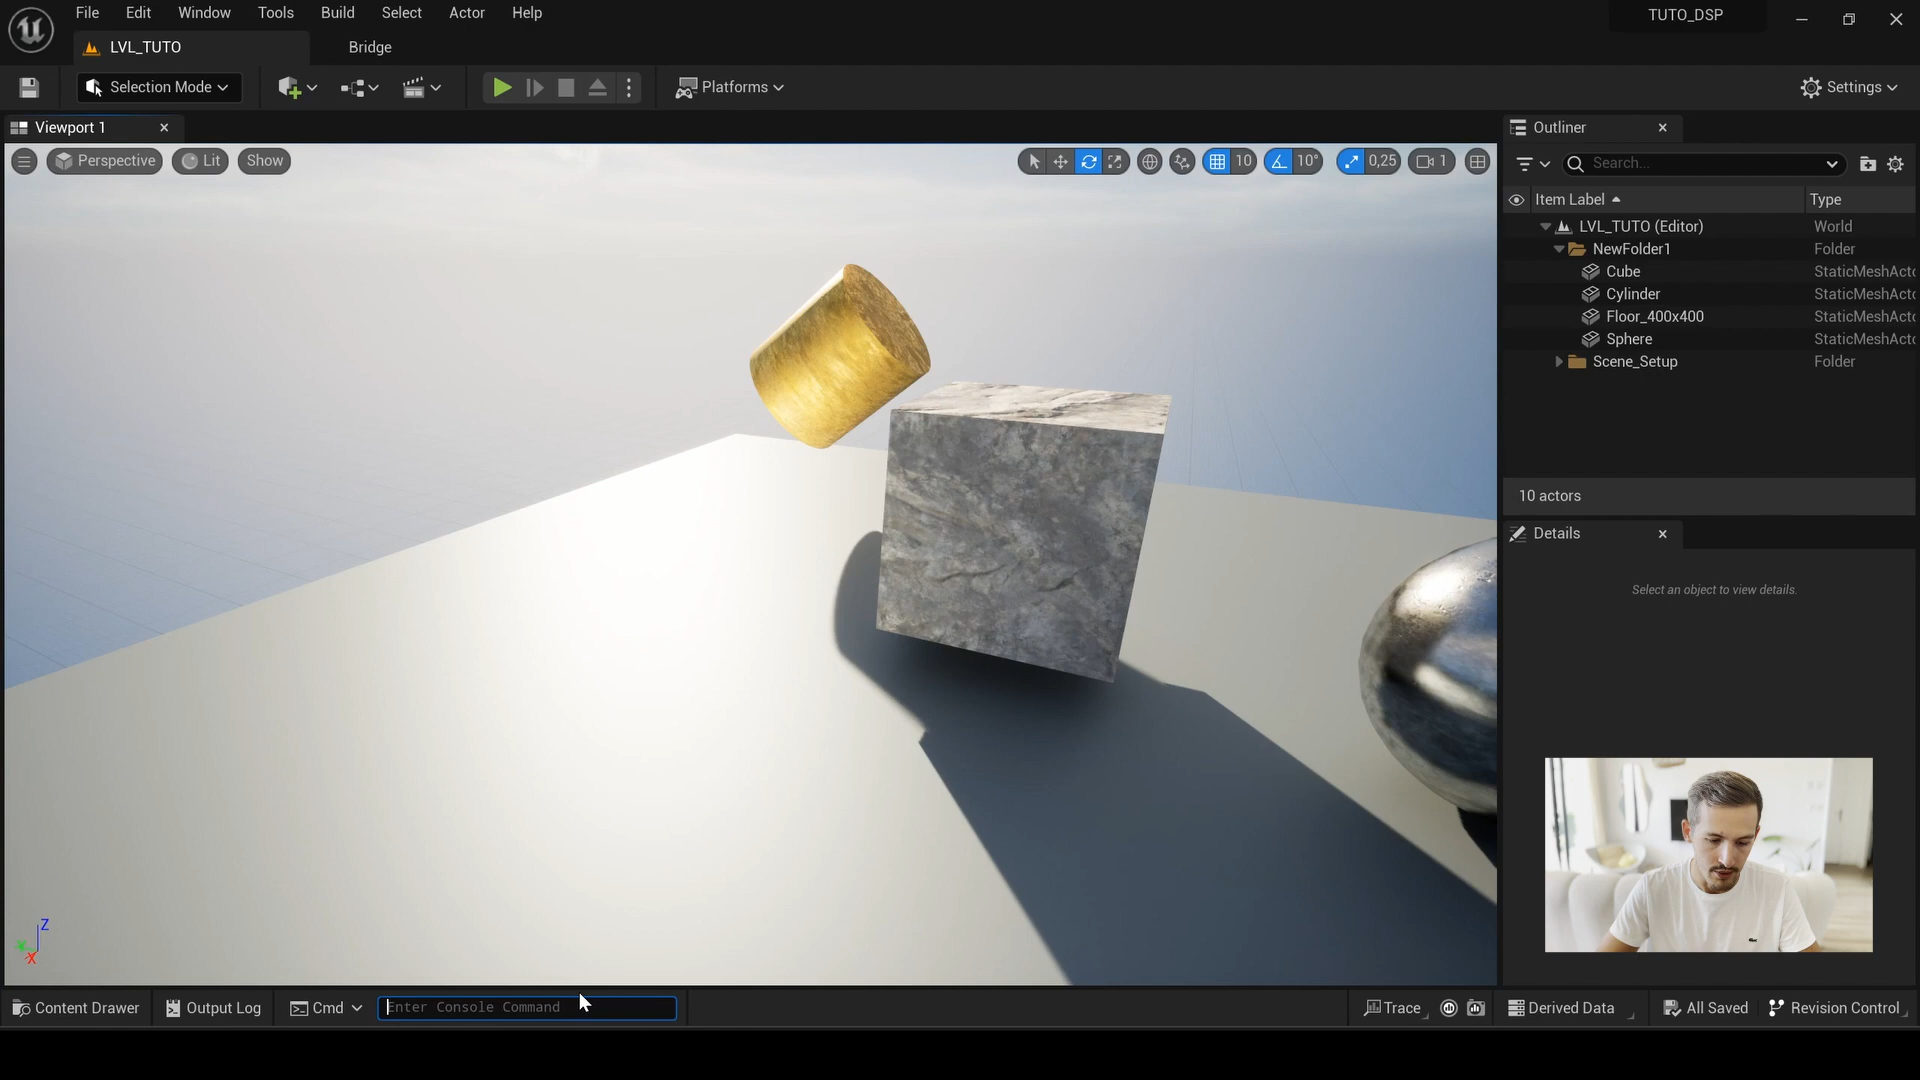 File Edit Window Tools Build Select Actor Help
TUTO_DSP
LVL_TUTO
Bridge
Selection Mode
Platforms
Settings
Viewport 1
Outliner
Perspective
Lit
Show
10
10°
0,25
1
Search...
Item Label
Type
LVL_TUTO (Editor) World
NewFolder1 Folder
Cube StaticMeshActo
Cylinder StaticMeshActo
Floor_400x400 StaticMeshActo
Sphere StaticMeshActo
Scene_Setup Folder
10 actors
Details
Select an object to view details.
Z
X
Content Drawer
Output Log
Cmd
Enter Console Command
Trace
Derived Data
All Saved
Revision Control